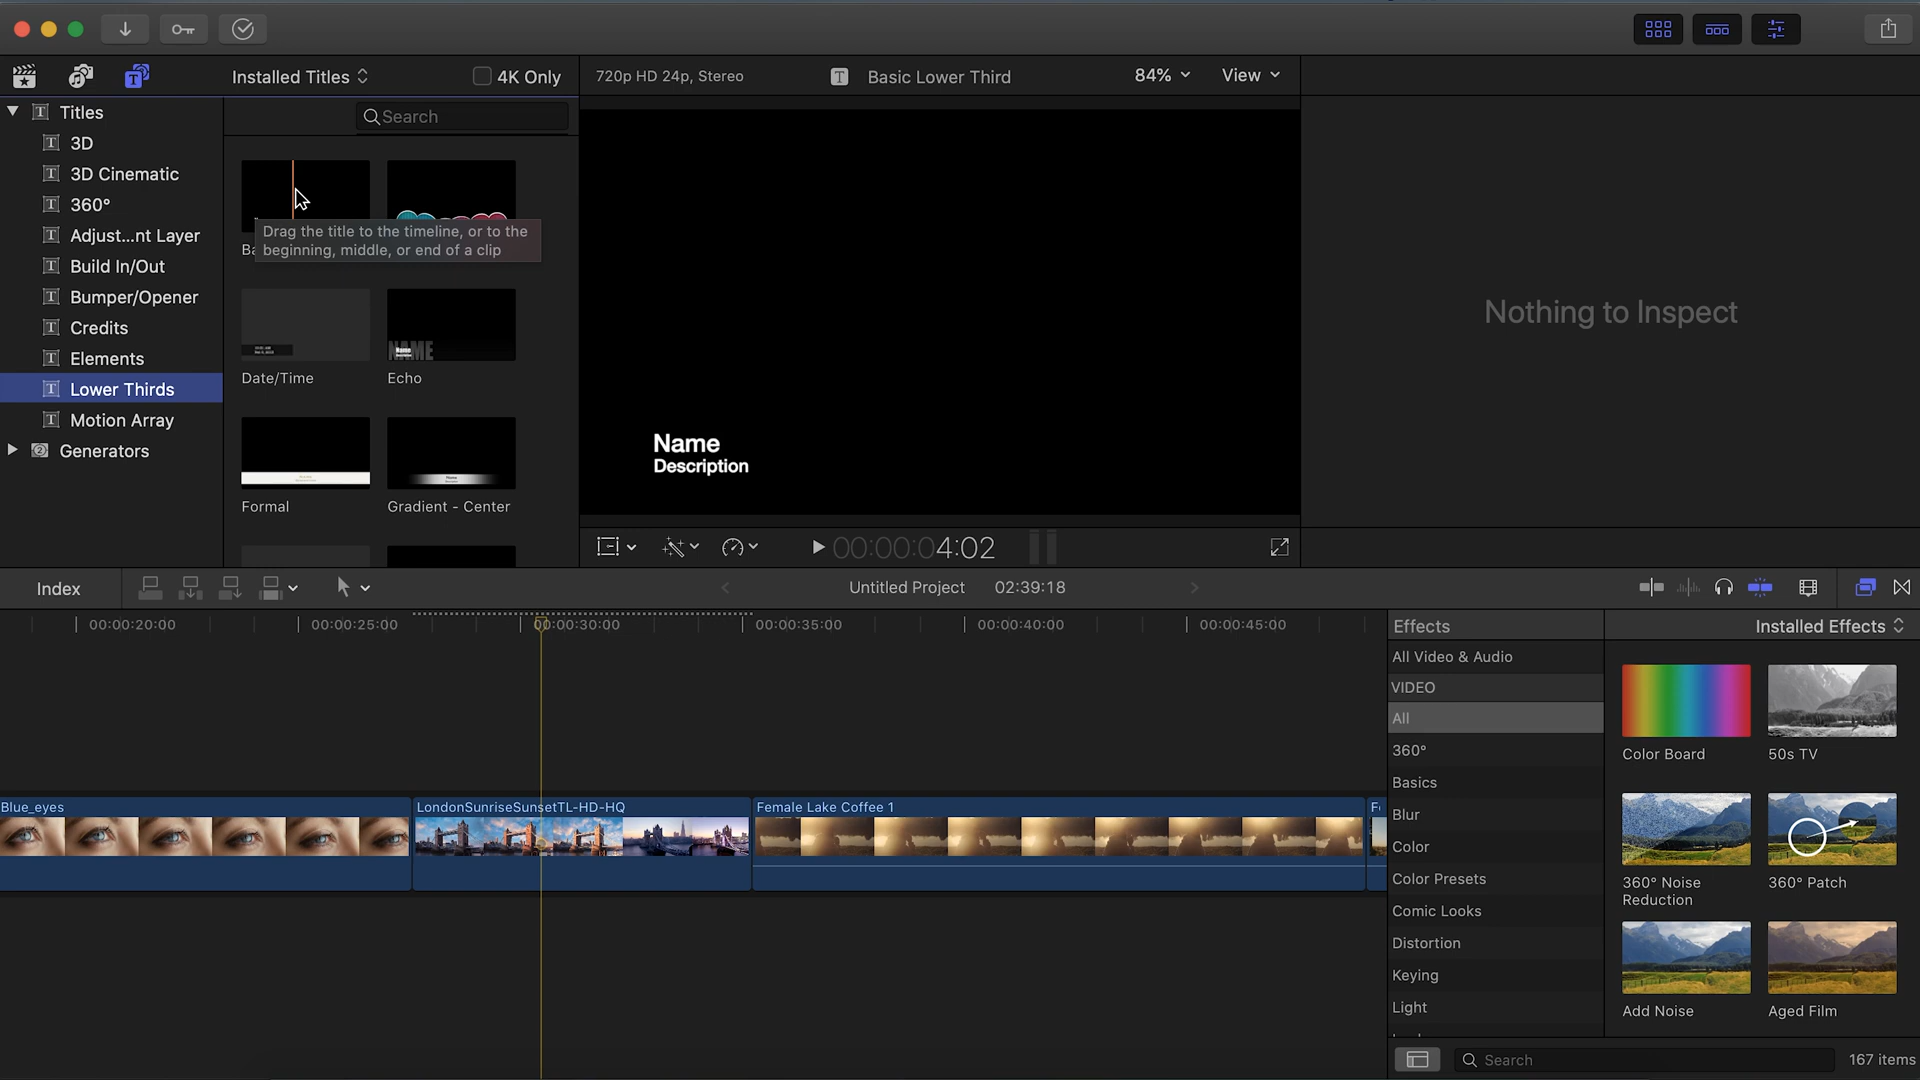 Installed Titles
4K Only
720p HD 24p, Stereo
Basic Lower Third
84%
View
Titles
3D
3D Cinematic
360°
Adjust...nt Layer
Build In/Out
Bumper/Opener
Credits
Elements
Lower Thirds
Motion Array
Generators
Search
Drag the title to the timeline, or to the
beginning, middle, or end of a clip
Ba
Date/Time
NAME
Name
Echo
Formal
Gradient - Center
Name
Description
Nothing to Inspect
00:00:04:02
Index
Untitled Project
02:39:18
00:00:20:00
00:00:25:00
00:00:30:00
00:00:35:00
00:00:40:00
00:00:45:00
Blue_eyes
LondonSunriseSunsetTL-HD-HQ
Female Lake Coffee 1
Effects
Installed Effects
All Video & Audio
VIDEO
All
360°
Basics
Blur
Color
Color Presets
Comic Looks
Distortion
Keying
Light
Color Board
50s TV
360° Noise
Reduction
360° Patch
Add Noise
Aged Film
Search
167 items